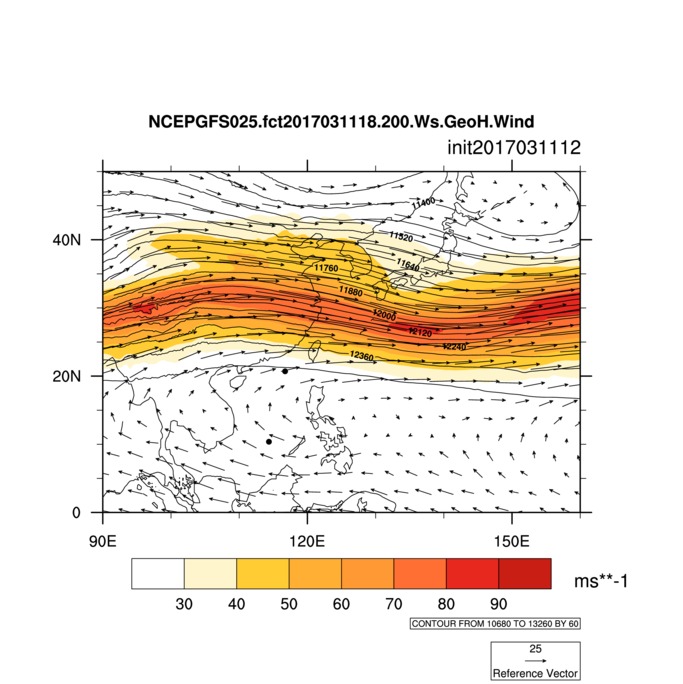 NCEPGFS025.fct2017031118.200.Ws.GeoH.Wind
init2017031112
11400
11520
40N
11640
11760
11880
12000
12120
12240
12360
20N
0
90E 120E 150E
ms**-1
30 40 50 60 70 80 90
CONTOUR FROM 10680 TO 13260 BY 60
25
Reference Vector